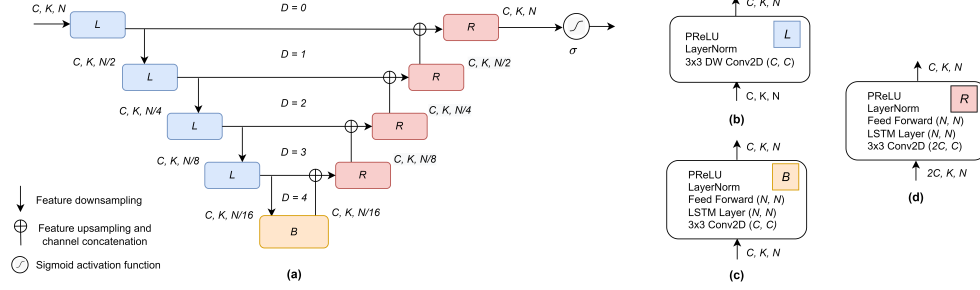 C, K, N
L
D = 0
C, K, N
R
σ
D = 1
C, K, N/2
L
C, K, N/2
R
D = 2
C, K, N/4
L
C, K, N/4
R
D = 3
C, K, N/8
L
C, K, N/8
R
D = 4
C, K, N/16
C, K, N/16
B
Feature downsampling
Feature upsampling and
channel concatenation
Sigmoid activation function
(a)
C, K, N
PReLU
LayerNorm
3x3 DW Conv2D (C, C)
L
C, K, N
(b)
C, K, N
PReLU
LayerNorm
Feed Forward (N, N)
LSTM Layer (N, N)
3x3 Conv2D (C, C)
B
C, K, N
(c)
C, K, N
PReLU
LayerNorm
Feed Forward (N, N)
LSTM Layer (N, N)
3x3 Conv2D (2C, C)
R
2C, K, N
(d)